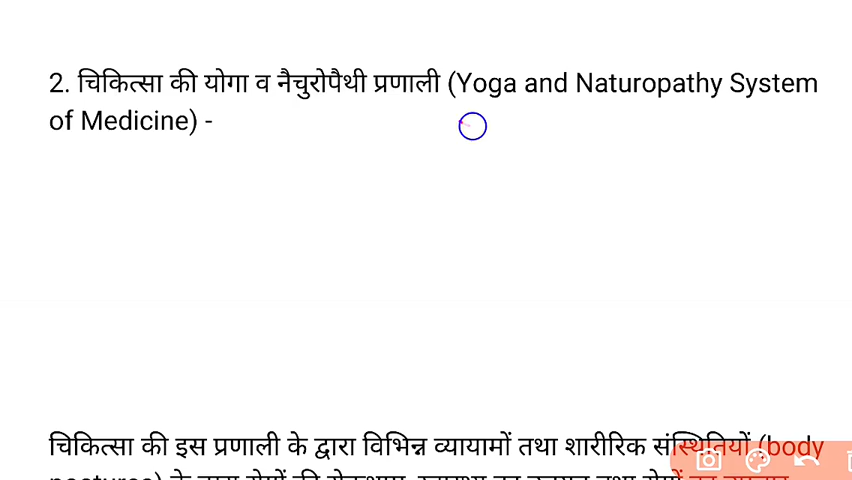 2. चिकित्सा की योगा व नैचुरोपैथी प्रणाली (Yoga and Naturopathy System
of Medicine) -
चिकित्सा की इस प्रणाली के द्वारा विभिन्न व्यायामों तथा शारीरिक संस्थितियों (body